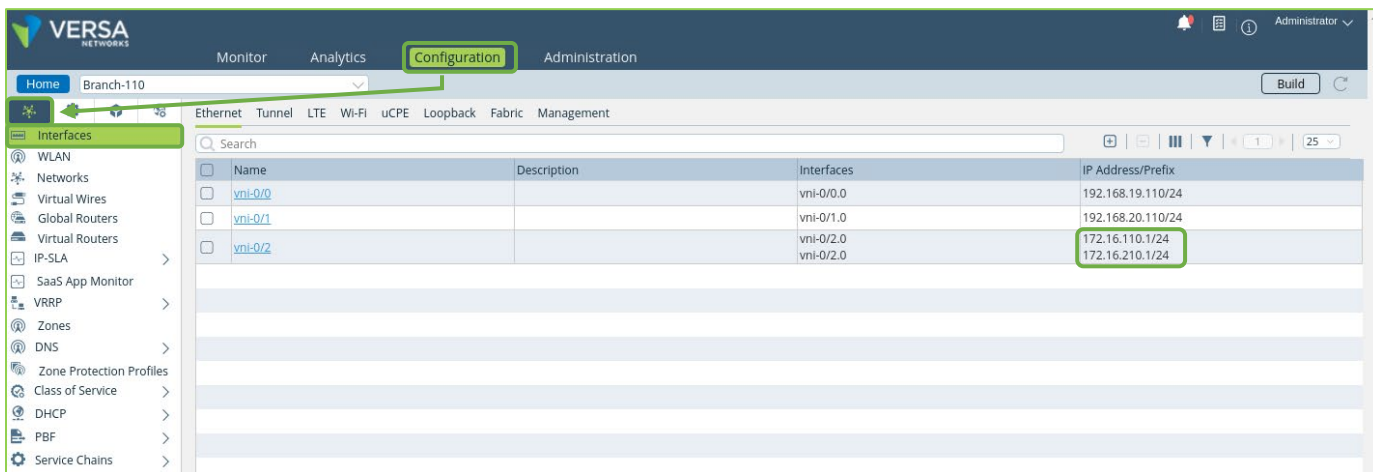 VERSA
NETWORKS
Administrator
Monitor Analytics Configuration Administration
Home Branch-110 Build
Ethernet Tunnel LTE Wi-Fi uCPE Loopback Fabric Management
Interfaces
Search 1 25
WLAN
Name Description Interfaces IP Address/Prefix
Networks
vni-0/0 vni-0/0.0 192.168.19.110/24
Virtual Wires
Global Routers
vni-0/1 vni-0/1.0 192.168.20.110/24
Virtual Routers
vni-0/2 vni-0/2.0 172.16.110.1/24
vni-0/2.0 172.16.210.1/24
IP-SLA
SaaS App Monitor
VRRP
Zones
DNS
Zone Protection Profiles
Class of Service
DHCP
PBF
Service Chains